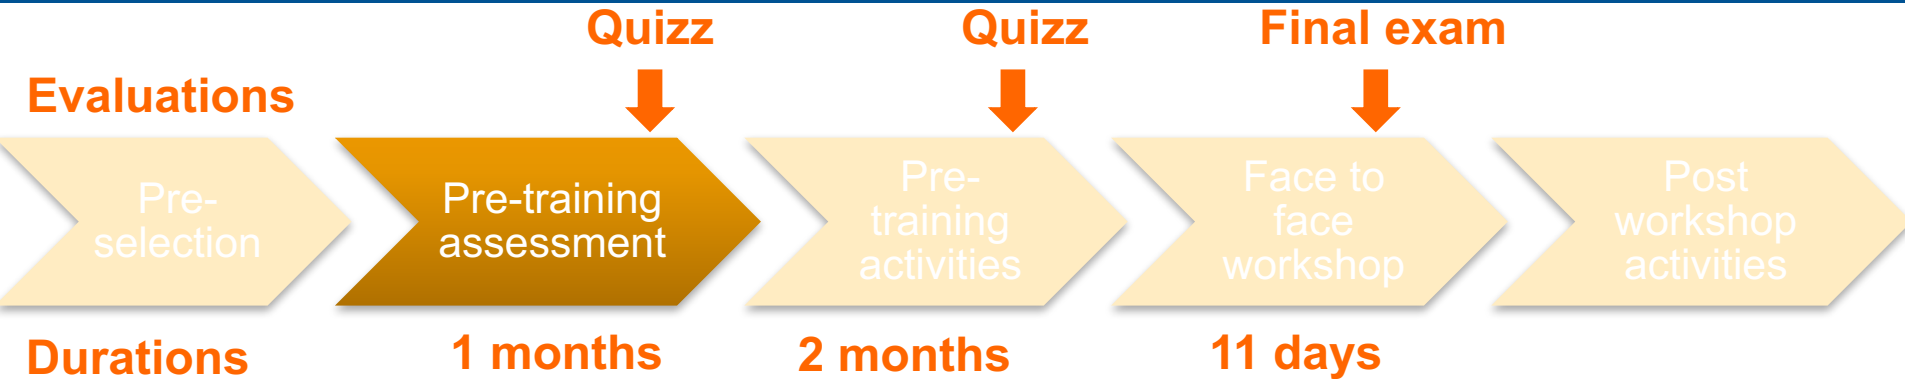 Quizz
Quizz
Final exam
Evaluations
Pre-
selection
Pre-training
assessment
Pre-
training
activities
Face to
face
workshop
Post
workshop
activities
Durations
1 months
2 months
11 days